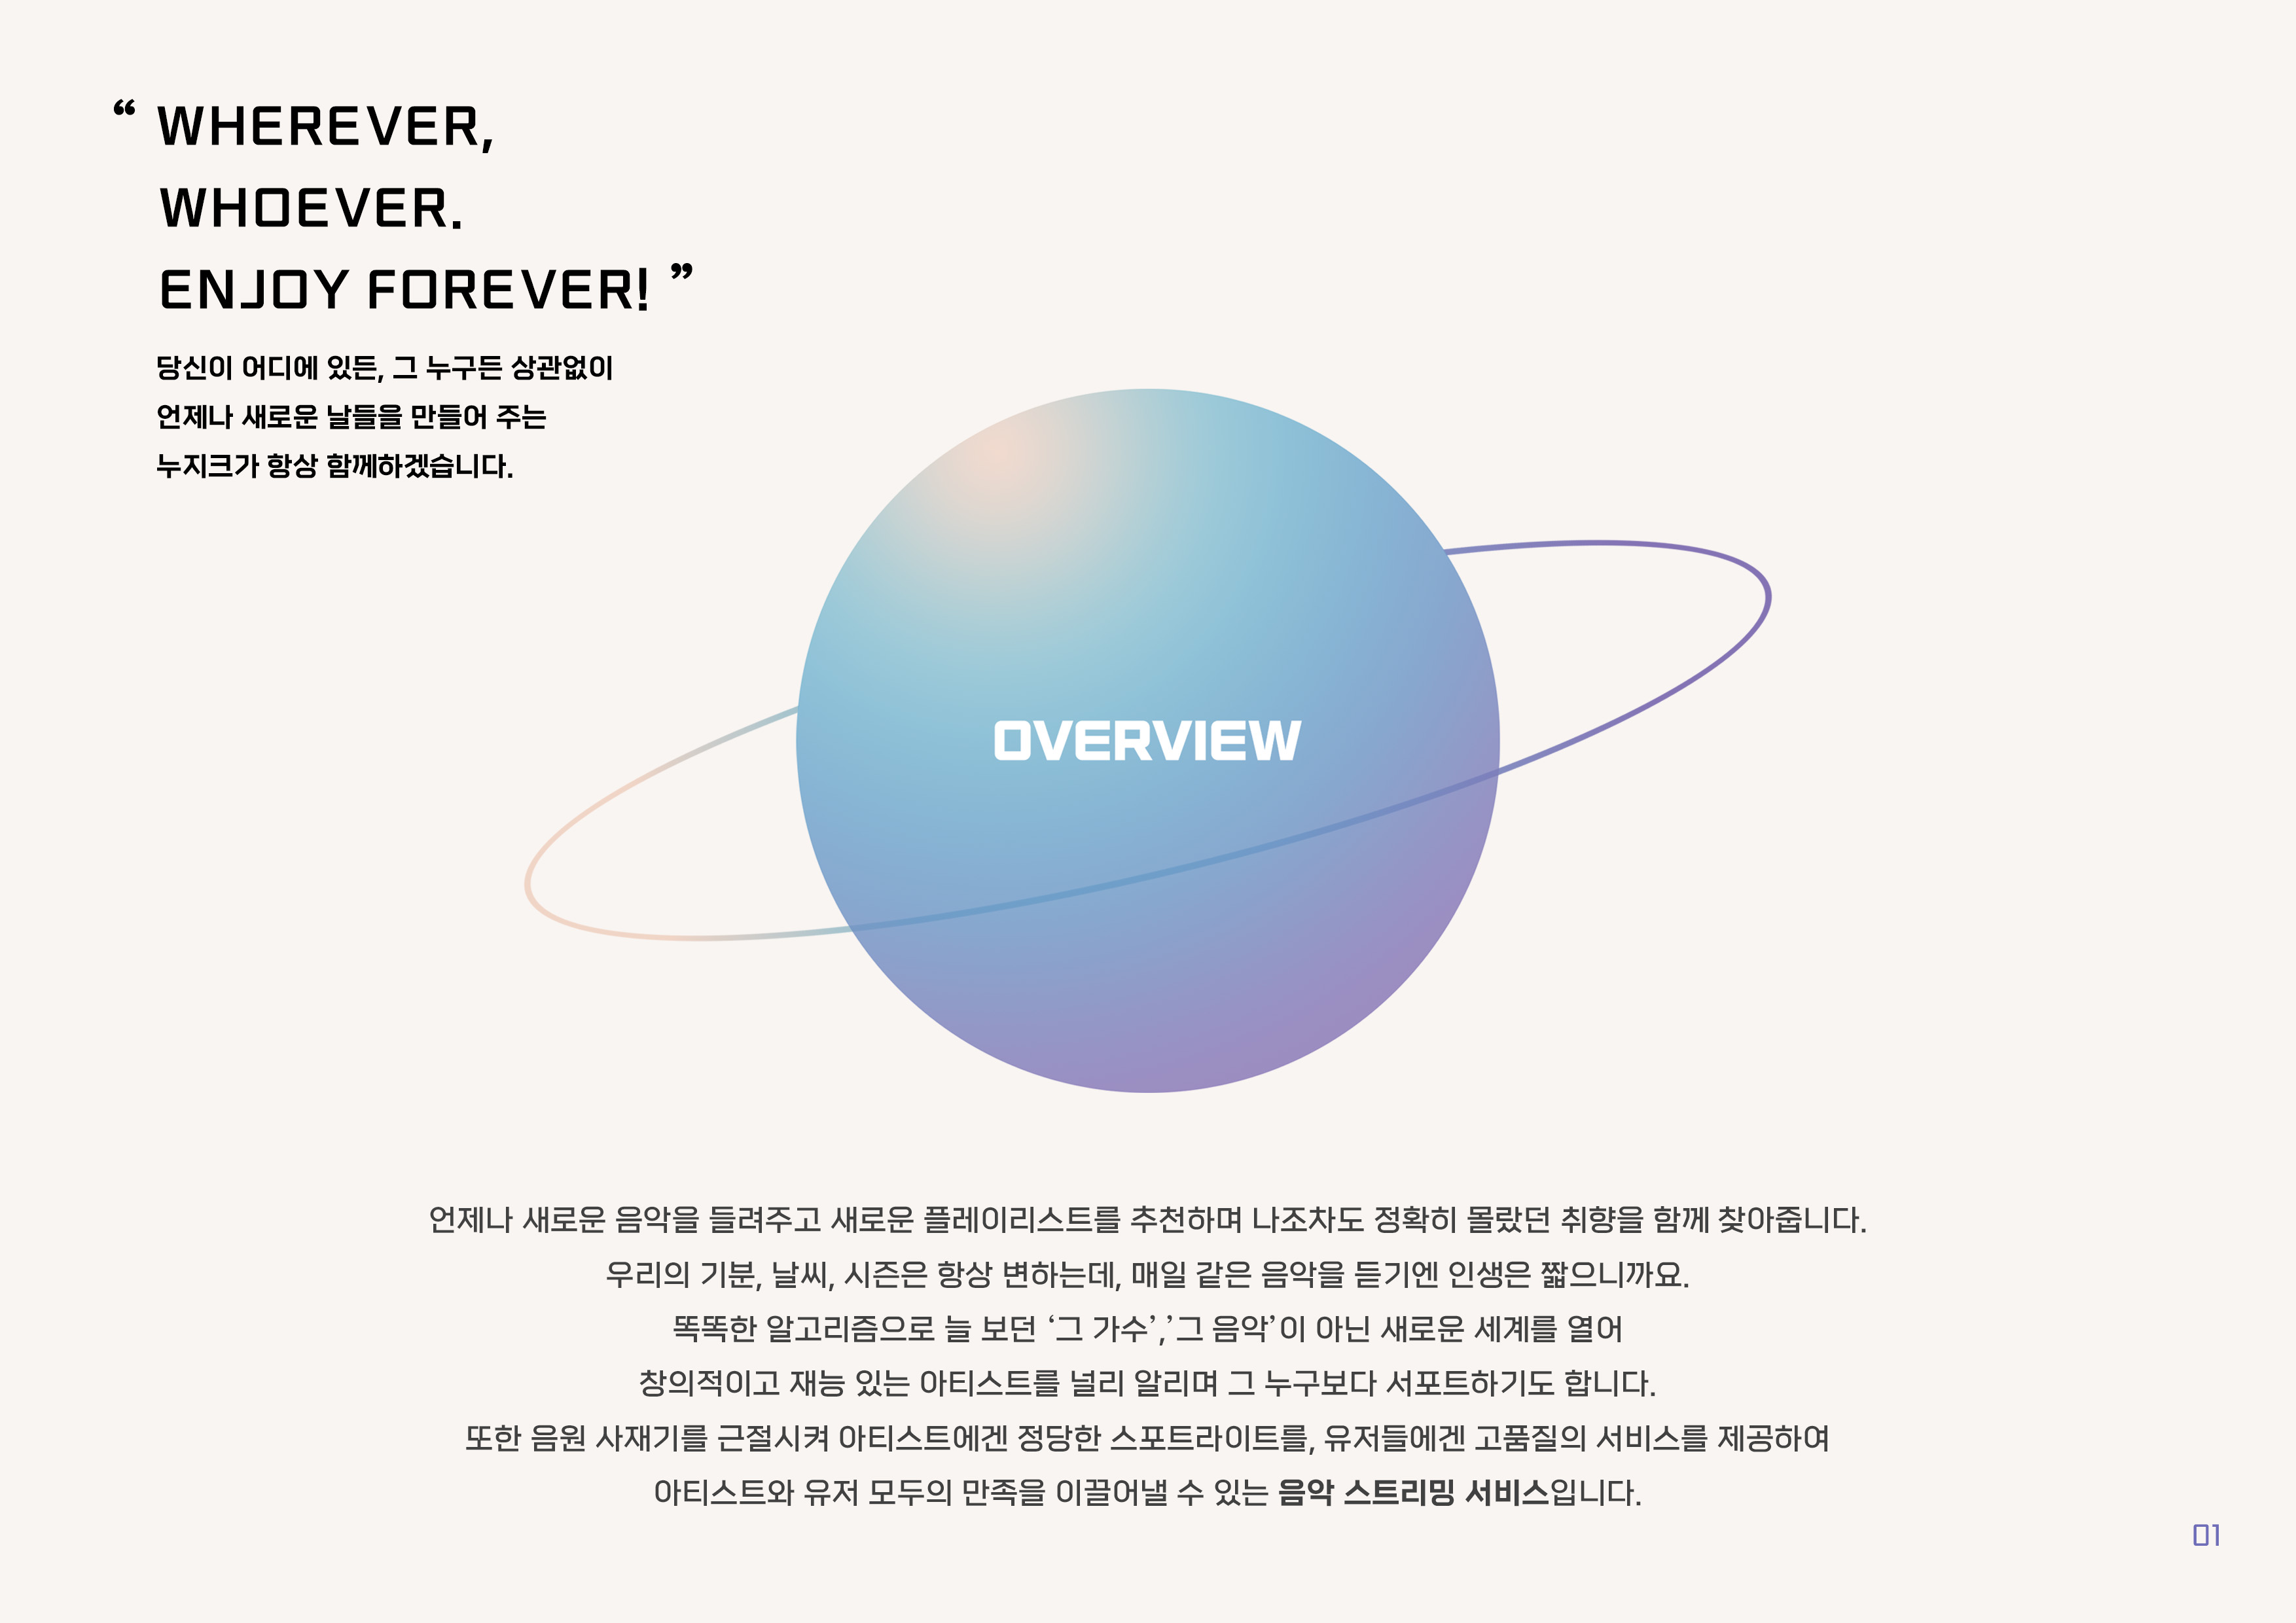 “ WHEREVER,
WHOEVER.
ENJOY FOREVER! ”
당신이 어디에 있든, 그 누구든 상관없이
언제나 새로운 날들을 만들어 주는
누지크가 항상 함께하겠습니다.
OVERVIEW
언제나 새로운 음악을 들려주고 새로운 플레이리스트를 추천하며 나조차도 정확히 몰랐던 취향을 함께 찾아줍니다.
우리의 기분, 날씨, 시즌은 항상 변하는데, 매일 같은 음악을 듣기엔 인생은 짧으니까요.
똑똑한 알고리즘으로 늘 보던 ‘그 가수’,’그 음악’이 아닌 새로운 세계를 열어
창의적이고 재능 있는 아티스트를 널리 알리며 그 누구보다 서포트하기도 합니다.
또한 음원 사재기를 근절시켜 아티스트에겐 정당한 스포트라이트를, 유저들에겐 고품질의 서비스를 제공하여
아티스트와 유저 모두의 만족을 이끌어낼 수 있는 음악 스트리밍 서비스입니다.
01